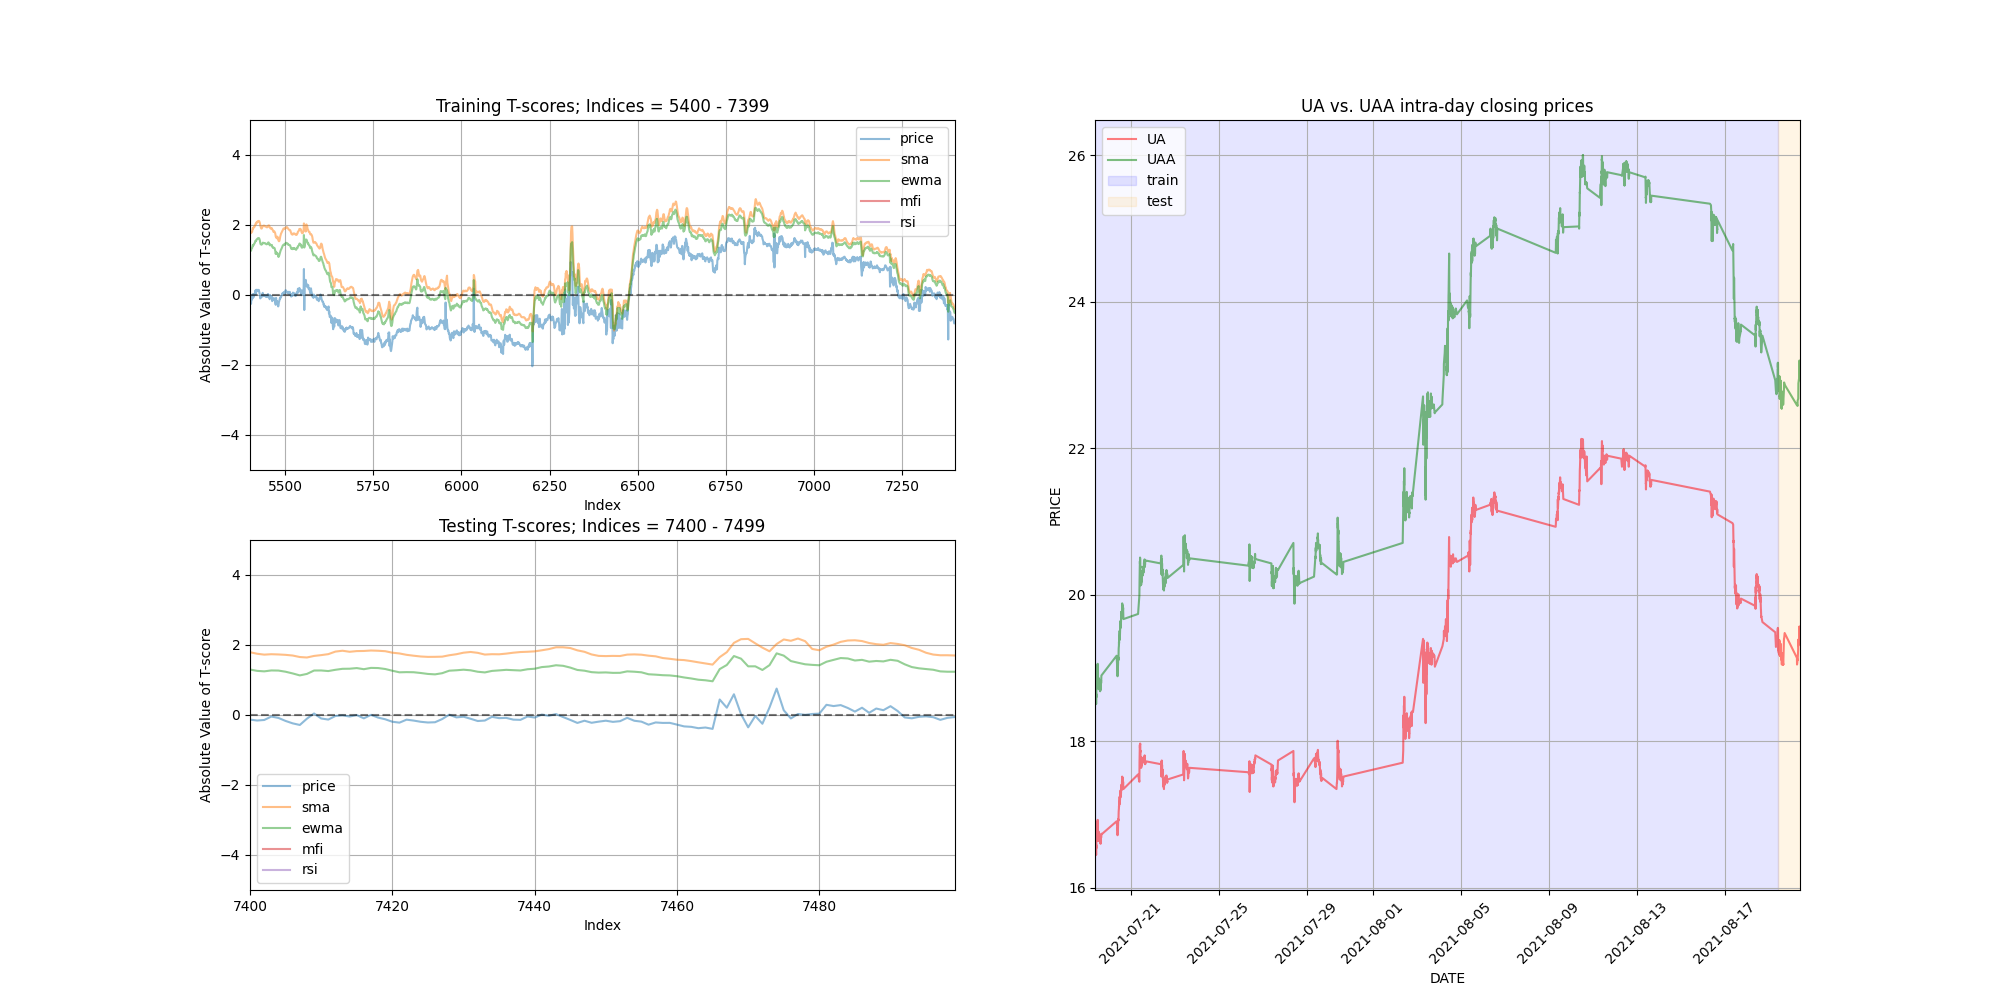 Training T-scores; Indices = 5400 - 7399
Absolute Value of T-score
4
2
0
−2
−4
price
sma
ewma
mfi
rsi
5500 5750 6000 6250 6500 6750 7000 7250
Index
Testing T-scores; Indices = 7400 - 7499
Absolute Value of T-score
4
2
0
−2
−4
price
sma
ewma
mfi
rsi
7400 7420 7440 7460 7480
Index
UA vs. UAA intra-day closing prices
UA
UAA
train
test
PRICE
26
24
22
20
18
16
2021-07-21 2021-07-25 2021-07-29 2021-08-01 2021-08-05 2021-08-09 2021-08-13 2021-08-17
DATE